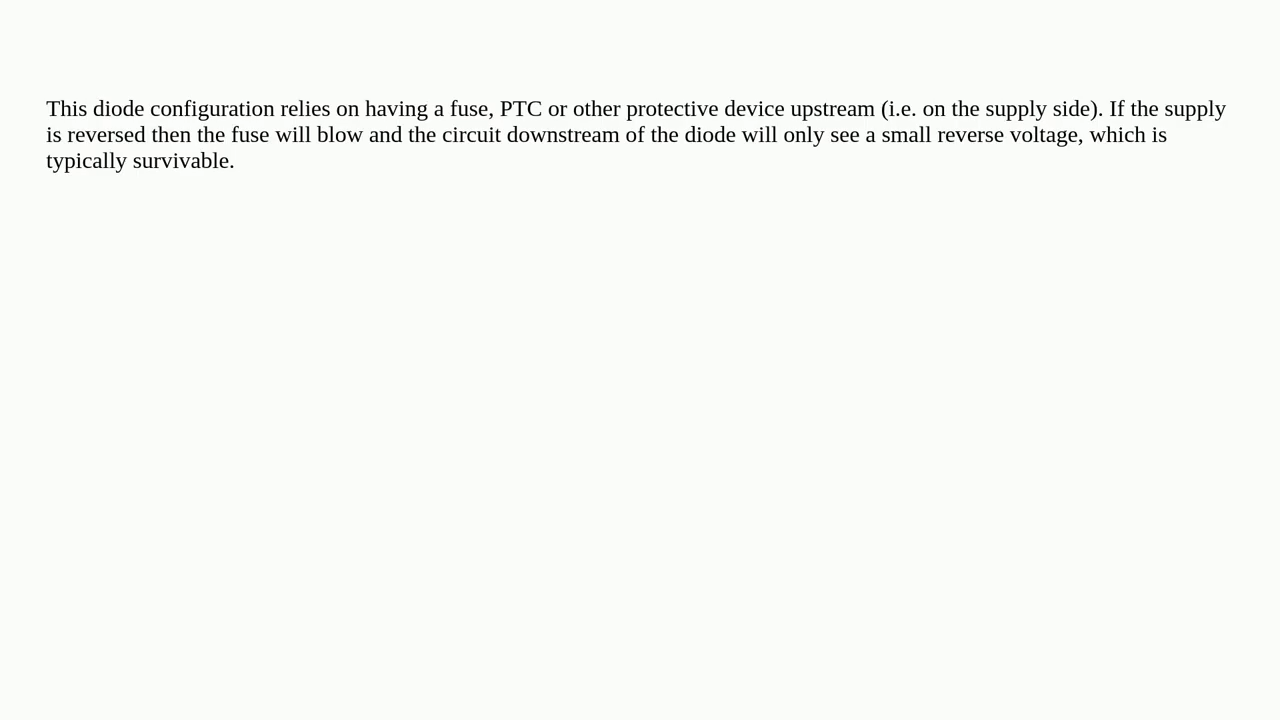 This diode configuration relies on having a fuse, PTC or other protective device upstream (i.e. on the supply side). If the supply
is reversed then the fuse will blow and the circuit downstream of the diode will only see a small reverse voltage, which is
typically survivable.